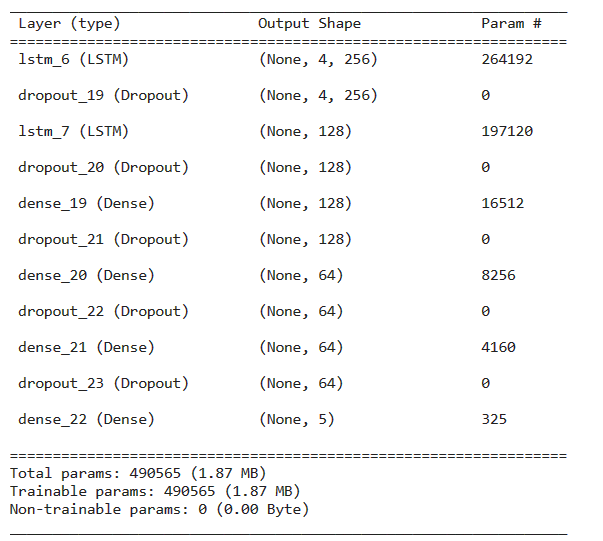 Layer (type) Output Shape Param #
=================================================================
lstm_6 (LSTM) (None, 4, 256) 264192
dropout_19 (Dropout) (None, 4, 256) 0
lstm_7 (LSTM) (None, 128) 197120
dropout_20 (Dropout) (None, 128) 0
dense_19 (Dense) (None, 128) 16512
dropout_21 (Dropout) (None, 128) 0
dense_20 (Dense) (None, 64) 8256
dropout_22 (Dropout) (None, 64) 0
dense_21 (Dense) (None, 64) 4160
dropout_23 (Dropout) (None, 64) 0
dense_22 (Dense) (None, 5) 325
=================================================================
Total params: 490565 (1.87 MB)
Trainable params: 490565 (1.87 MB)
Non-trainable params: 0 (0.00 Byte)